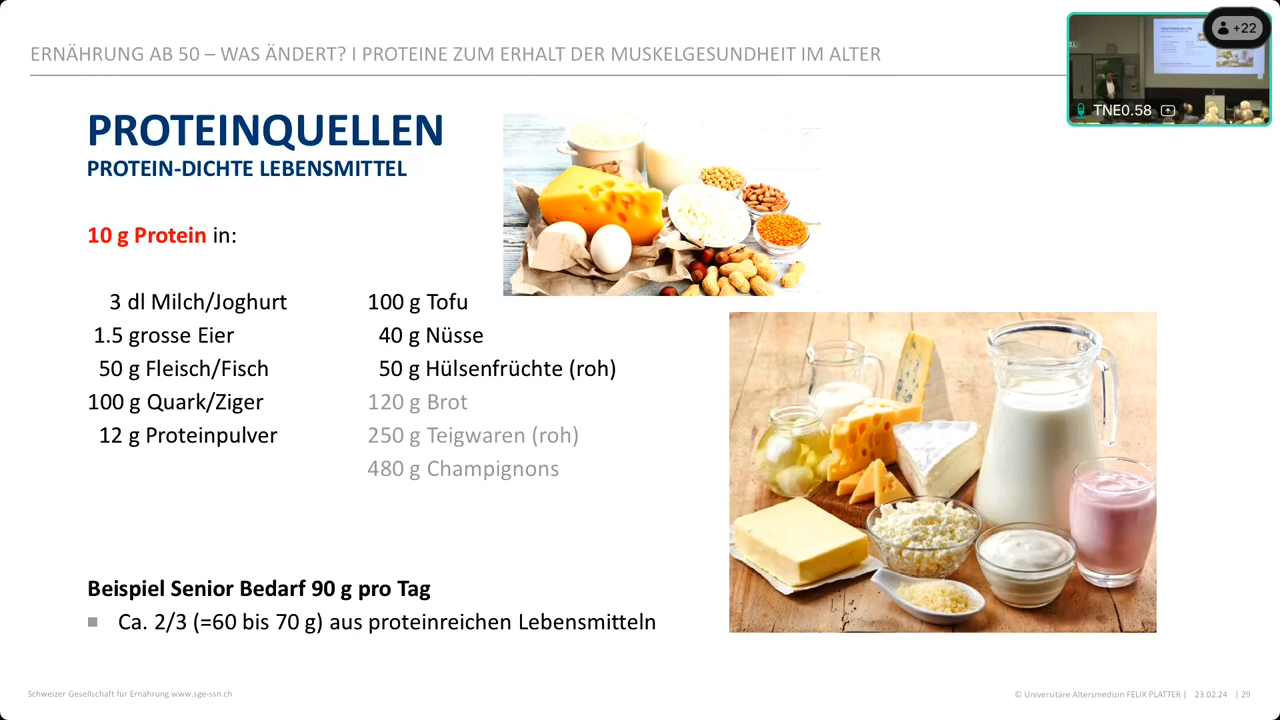 ERNÄHRUNG AB 50 – WAS ÄNDERT? I PROTEINE ZUM ERHALT DER MUSKELGESUNDHEIT IM ALTER
+22
TNE0.58
PROTEINQUELLEN
PROTEIN-DICHTE LEBENSMITTEL
10 g Protein in:
3 dl Milch/Joghurt
1.5 grosse Eier
50 g Fleisch/Fisch
100 g Quark/Ziger
12 g Proteinpulver
100 g Tofu
40 g Nüsse
50 g Hülsenfrüchte (roh)
120 g Brot
250 g Teigwaren (roh)
480 g Champignons
Beispiel Senior Bedarf 90 g pro Tag
Ca. 2/3 (=60 bis 70 g) aus proteinreichen Lebensmitteln
Schweizer Gesellschaft für Ernährung www.sge-ssn.ch
© Universitäre Altersmedizin FELIX PLATTER | 23.02.24 | 29